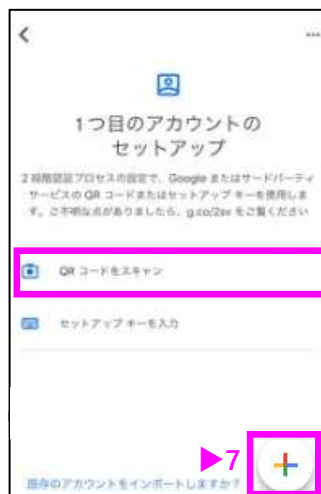 1つ目のアカウントの
セットアップ
2 段階認証プロセスの設定で、Google またはサードパーティ
サービスの QR コードまたはセットアップ キーを使用しま
す。ご不明な点がありましたら、g.co/2sv をご覧ください
QR コードをスキャン
セットアップ キーを入力
▶7
既存のアカウントをインポートしますか？